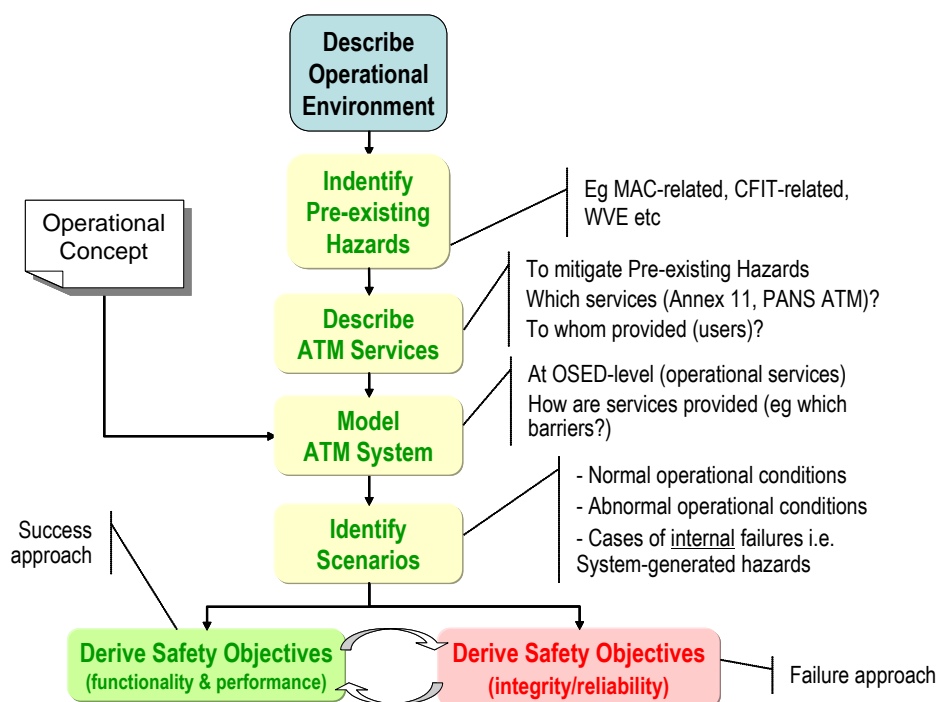 Describe
Operational
Environment
Indentify
Pre-existing
Hazards
Eg MAC-related, CFIT-related,
WVE etc
Operational
Concept
Describe
ATM Services
To mitigate Pre-existing Hazards
Which services (Annex 11, PANS ATM)?
To whom provided (users)?
Model
ATM System
At OSED-level (operational services)
How are services provided (eg which
barriers?)
Identify
Scenarios
- Normal operational conditions
- Abnormal operational conditions
- Cases of internal failures i.e.
System-generated hazards
Success
approach
Derive Safety Objectives
(functionality & performance)
Derive Safety Objectives
(integrity/reliability)
Failure approach